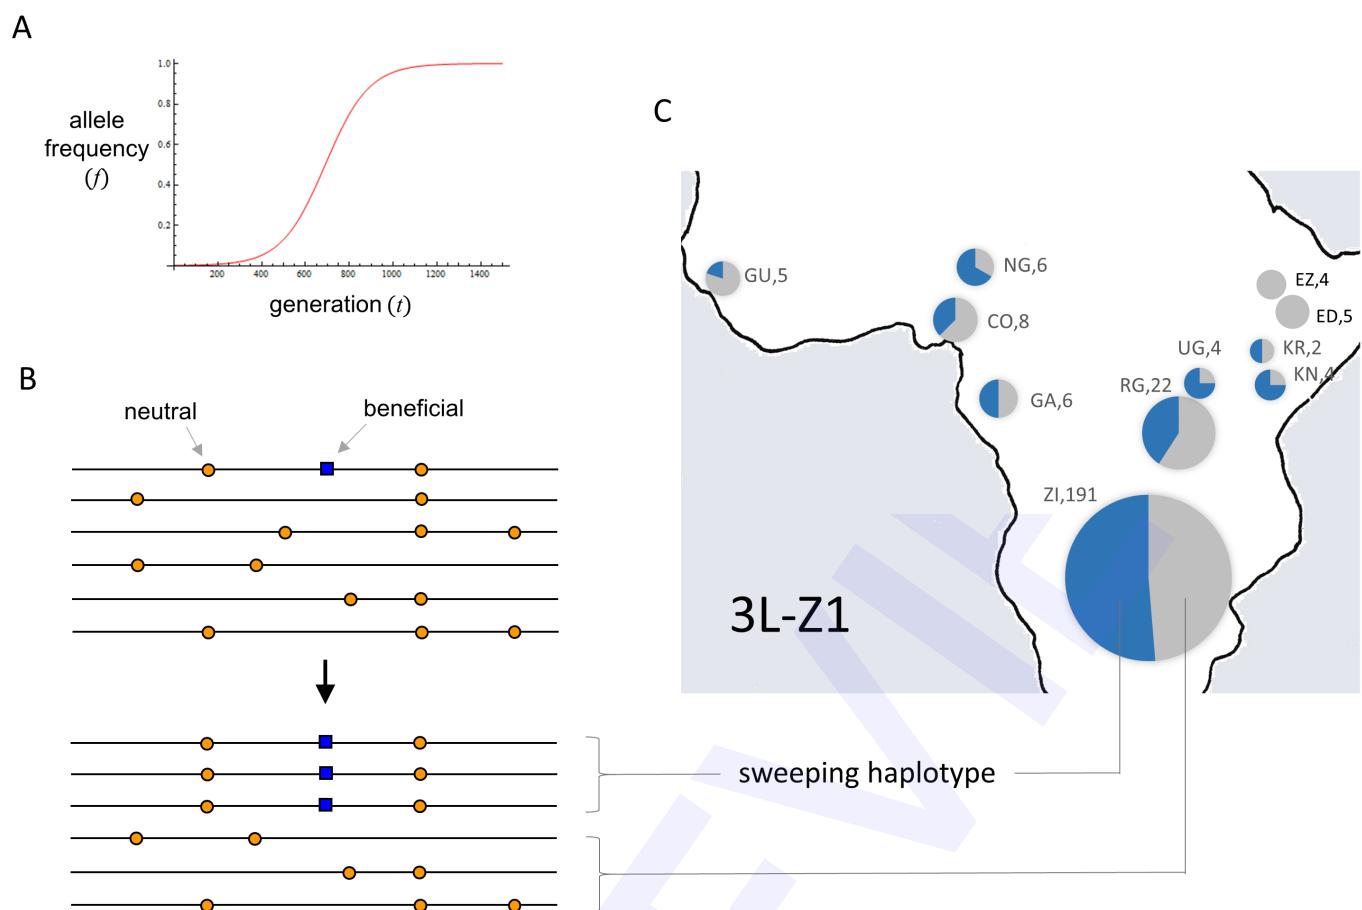 A
1.0
0.8
0.6
0.4
0.2
allele
frequency
(f)
200 400 600 800 1000 1200 1400
generation (t)
B
neutral
beneficial
C
GU,5
NG,6
CO,8
GA,6
EZ,4
ED,5
UG,4
KR,2
RG,22
KN,4
ZI,191
3L-Z1
sweeping haplotype